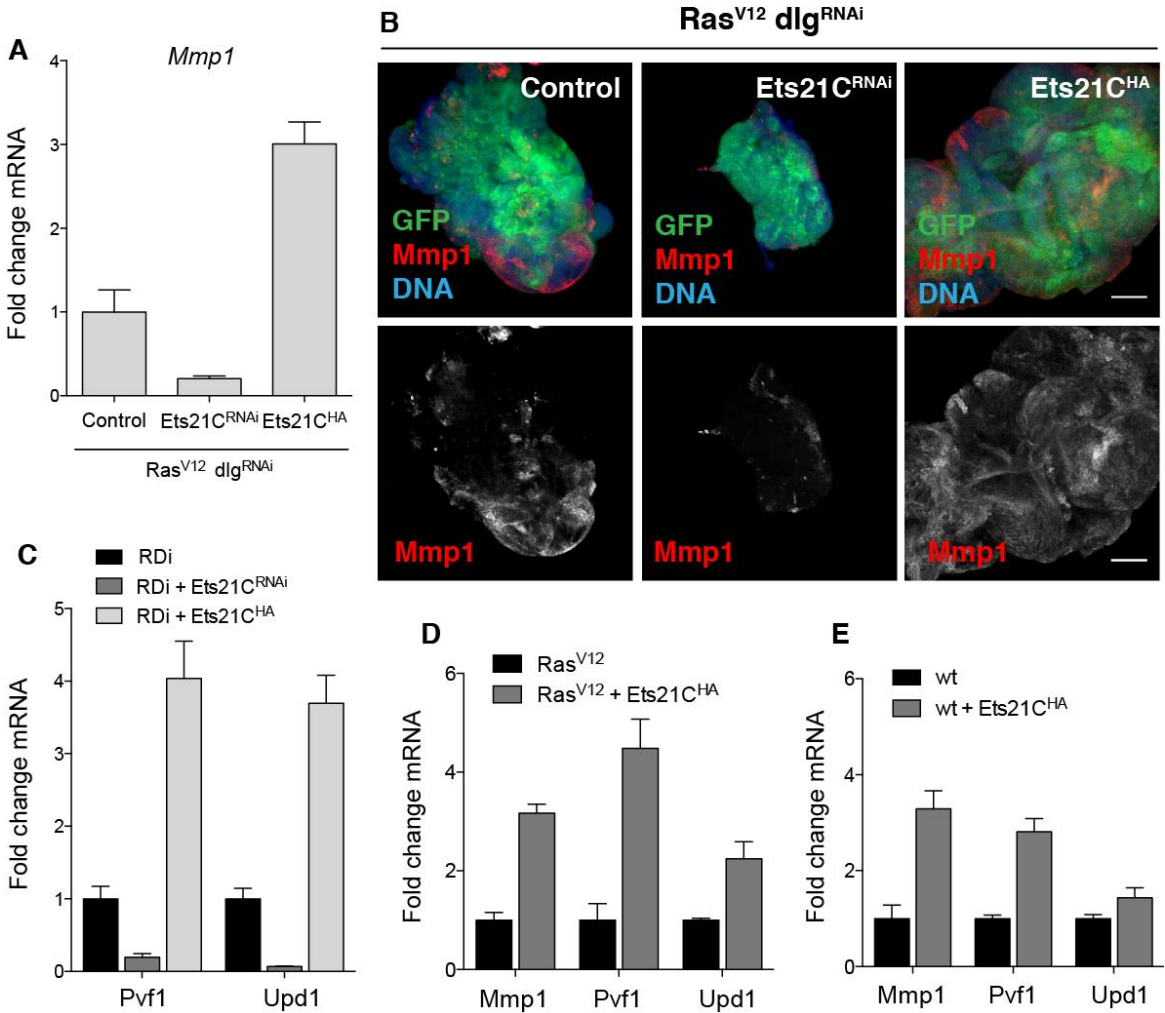 A
Mmp1
Fold change mRNA
4
3
2
1
0
Control Ets21C^RNAi Ets21C^HA
Ras^V12 dlg^RNAi
B
Ras^V12 dlg^RNAi
Control
GFP
Mmp1
DNA
Ets21C^RNAi
GFP
Mmp1
DNA
Ets21C^HA
GFP
Mmp1
DNA
Mmp1
Mmp1
Mmp1
C
RDi
RDi + Ets21C^RNAi
RDi + Ets21C^HA
Fold change mRNA
5
4
3
2
1
0
Pvf1 Upd1
D
Ras^V12
Ras^V12 + Ets21C^HA
Fold change mRNA
6
4
2
0
Mmp1 Pvf1 Upd1
E
wt
wt + Ets21C^HA
Fold change mRNA
6
4
2
0
Mmp1 Pvf1 Upd1